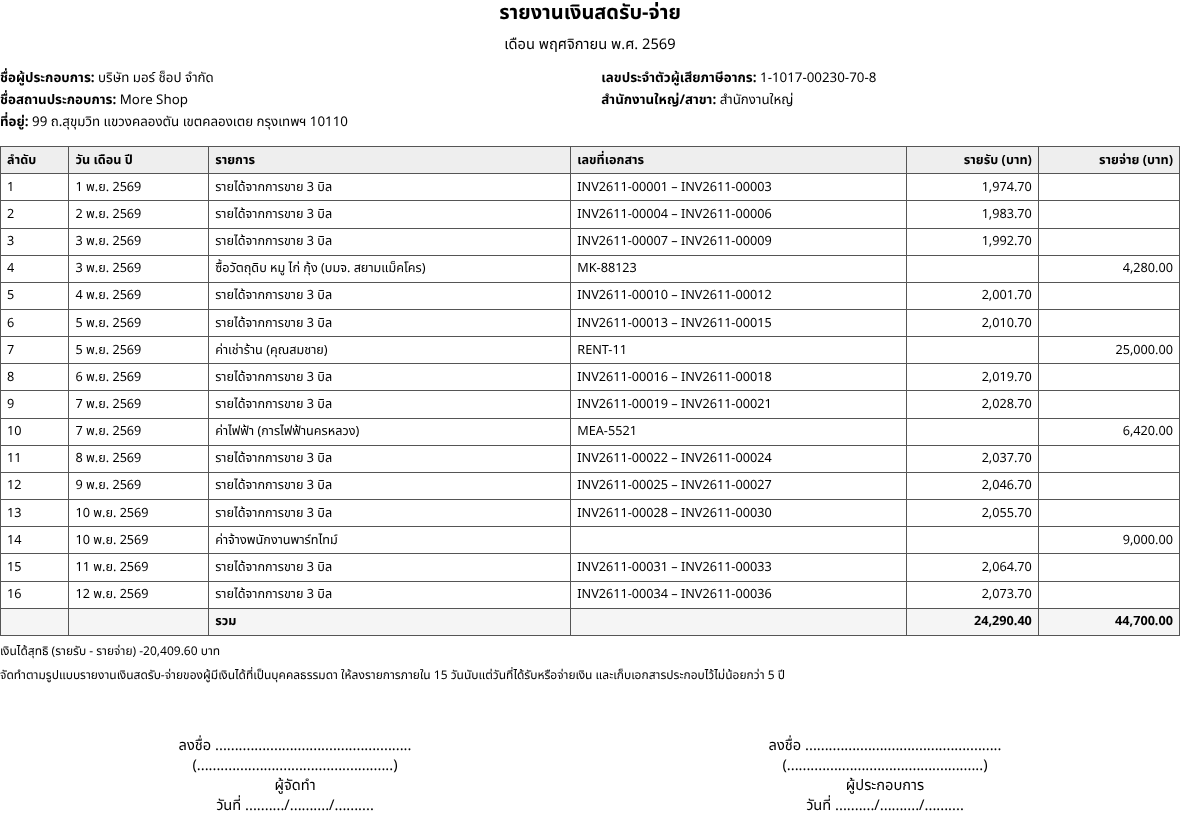 รายงานเงินสดรับ-จ่าย
เดือน พฤศจิกายน พ.ศ. 2569
ชื่อผู้ประกอบการ: บริษัท มอร์ ช็อป จำกัด
เลขประจำตัวผู้เสียภาษีอากร: 1-1017-00230-70-8
ชื่อสถานประกอบการ: More Shop
สำนักงานใหญ่/สาขา: สำนักงานใหญ่
ที่อยู่: 99 ถ.สุขุมวิท แขวงคลองตัน เขตคลองเตย กรุงเทพฯ 10110
ลำดับ วัน เดือน ปี รายการ เลขที่เอกสาร รายรับ (บาท) รายจ่าย (บาท)
1 1 พ.ย. 2569 รายได้จากการขาย 3 บิล INV2611-00001 – INV2611-00003 1,974.70
2 2 พ.ย. 2569 รายได้จากการขาย 3 บิล INV2611-00004 – INV2611-00006 1,983.70
3 3 พ.ย. 2569 รายได้จากการขาย 3 บิล INV2611-00007 – INV2611-00009 1,992.70
4 3 พ.ย. 2569 ซื้อวัตถุดิบ หมู ไก่ กุ้ง (บมจ. สยามแม็คโคร) MK-88123 4,280.00
5 4 พ.ย. 2569 รายได้จากการขาย 3 บิล INV2611-00010 – INV2611-00012 2,001.70
6 5 พ.ย. 2569 รายได้จากการขาย 3 บิล INV2611-00013 – INV2611-00015 2,010.70
7 5 พ.ย. 2569 ค่าเช่าร้าน (คุณสมชาย) RENT-11 25,000.00
8 6 พ.ย. 2569 รายได้จากการขาย 3 บิล INV2611-00016 – INV2611-00018 2,019.70
9 7 พ.ย. 2569 รายได้จากการขาย 3 บิล INV2611-00019 – INV2611-00021 2,028.70
10 7 พ.ย. 2569 ค่าไฟฟ้า (การไฟฟ้านครหลวง) MEA-5521 6,420.00
11 8 พ.ย. 2569 รายได้จากการขาย 3 บิล INV2611-00022 – INV2611-00024 2,037.70
12 9 พ.ย. 2569 รายได้จากการขาย 3 บิล INV2611-00025 – INV2611-00027 2,046.70
13 10 พ.ย. 2569 รายได้จากการขาย 3 บิล INV2611-00028 – INV2611-00030 2,055.70
14 10 พ.ย. 2569 ค่าจ้างพนักงานพาร์ทไทม์ 9,000.00
15 11 พ.ย. 2569 รายได้จากการขาย 3 บิล INV2611-00031 – INV2611-00033 2,064.70
16 12 พ.ย. 2569 รายได้จากการขาย 3 บิล INV2611-00034 – INV2611-00036 2,073.70
รวม 24,290.40 44,700.00
เงินได้สุทธิ (รายรับ - รายจ่าย) -20,409.60 บาท
จัดทำตามรูปแบบรายงานเงินสดรับ-จ่ายของผู้มีเงินได้ที่เป็นบุคคลธรรมดา ให้ลงรายการภายใน 15 วันนับแต่วันที่ได้รับหรือจ่ายเงิน และเก็บเอกสารประกอบไว้ไม่น้อยกว่า 5 ปี
ลงชื่อ .................................................. ลงชื่อ ..................................................
(..................................................) (..................................................)
ผู้จัดทำ ผู้ประกอบการ
วันที่ ........../........../.......... วันที่ ........../........../..........